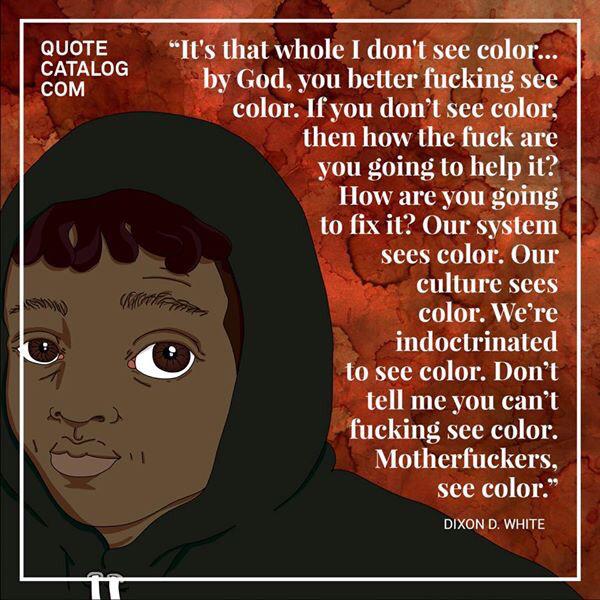 QUOTE
CATALOG
COM
“It's that whole I don't see color...
by God, you better fucking see
color. If you don’t see color,
then how the fuck are
you going to help it?
How are you going
to fix it? Our system
sees color. Our
culture sees
color. We’re
indoctrinated
to see color. Don’t
tell me you can’t
fucking see color.
Motherfuckers,
see color.”
DIXON D. WHITE